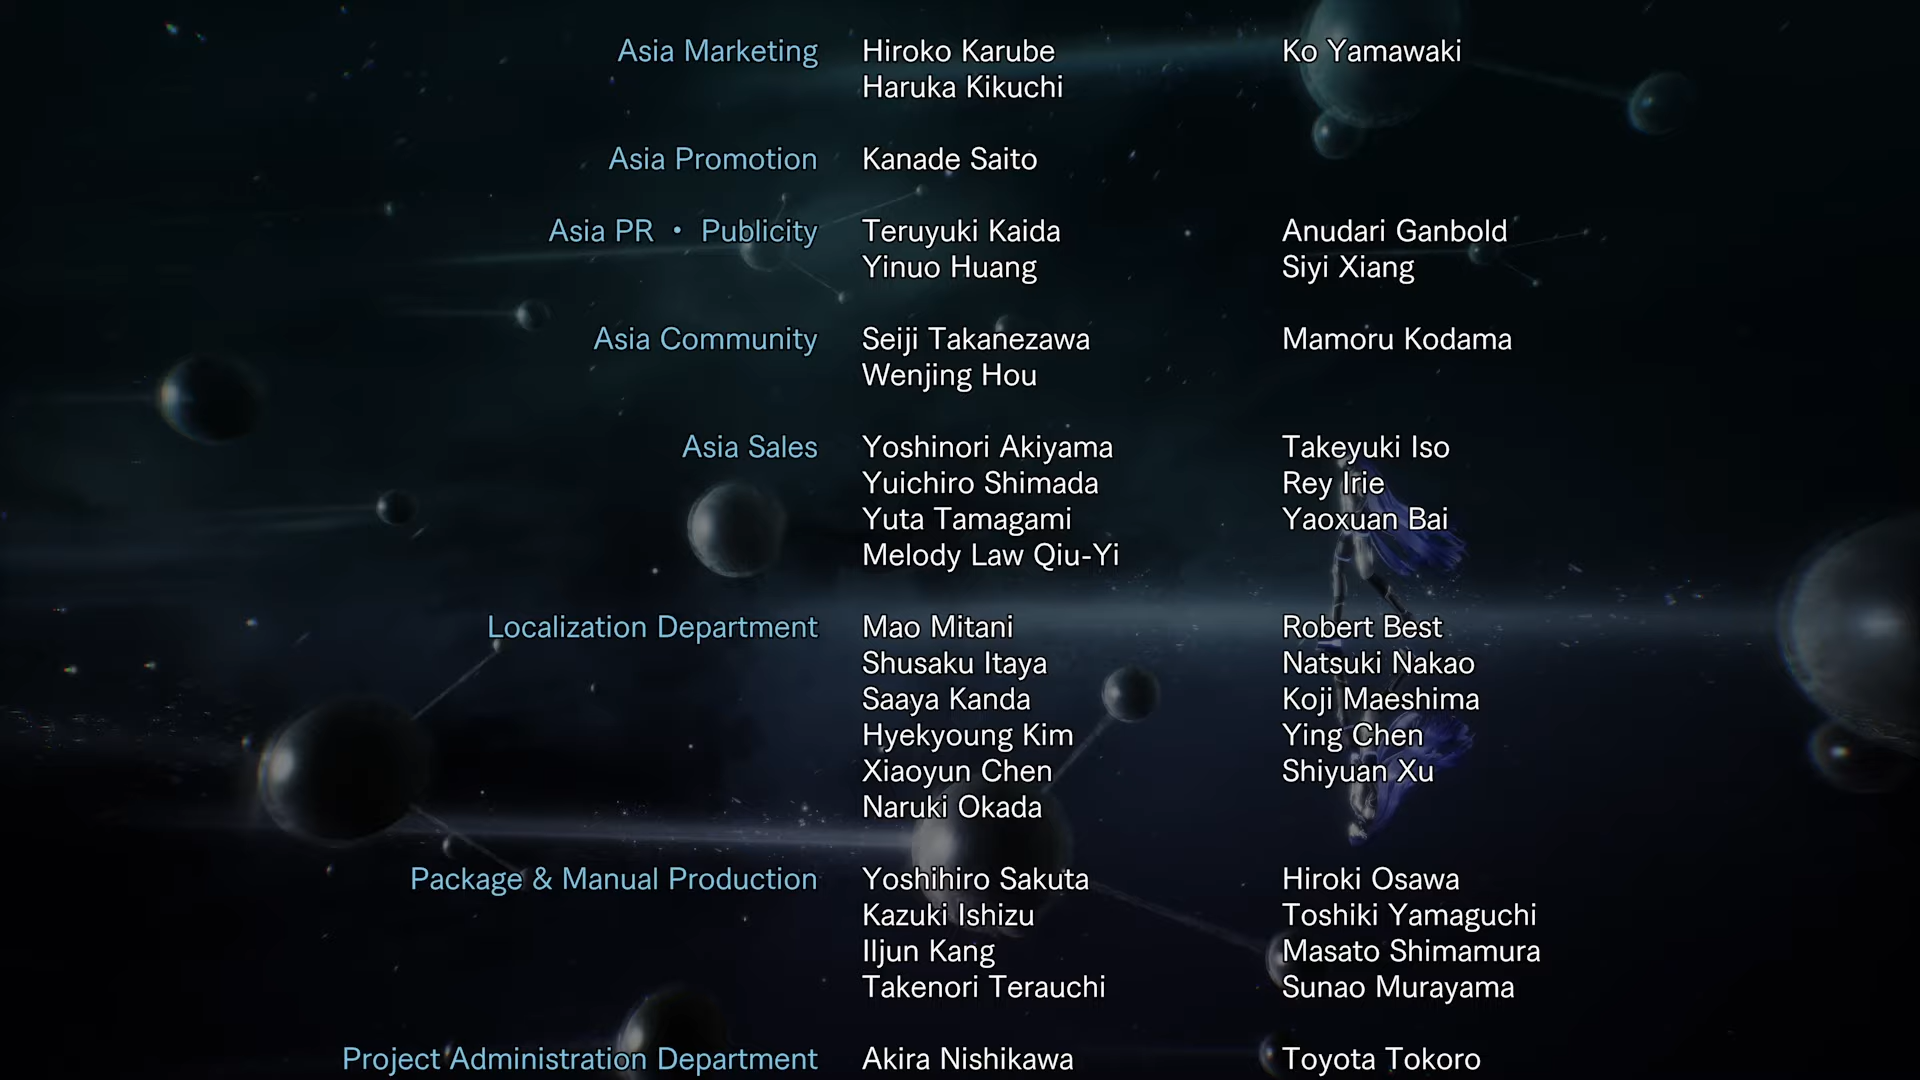 Asia Marketing Hiroko Karube Ko Yamawaki
Haruka Kikuchi
Asia Promotion Kanade Saito
Asia PR • Publicity Teruyuki Kaida Anudari Ganbold
Yinuo Huang Siyi Xiang
Asia Community Seiji Takanezawa Mamoru Kodama
Wenjing Hou
Asia Sales Yoshinori Akiyama Takeyuki Iso
Yuichiro Shimada Rey Irie
Yuta Tamagami Yaoxuan Bai
Melody Law Qiu-Yi
Localization Department Mao Mitani Robert Best
Shusaku Itaya Natsuki Nakao
Saaya Kanda Koji Maeshima
Hyekyoung Kim Ying Chen
Xiaoyun Chen Shiyuan Xu
Naruki Okada
Package & Manual Production Yoshihiro Sakuta Hiroki Osawa
Kazuki Ishizu Toshiki Yamaguchi
Iljun Kang Masato Shimamura
Takenori Terauchi Sunao Murayama
Project Administration Department Akira Nishikawa Toyota Tokoro